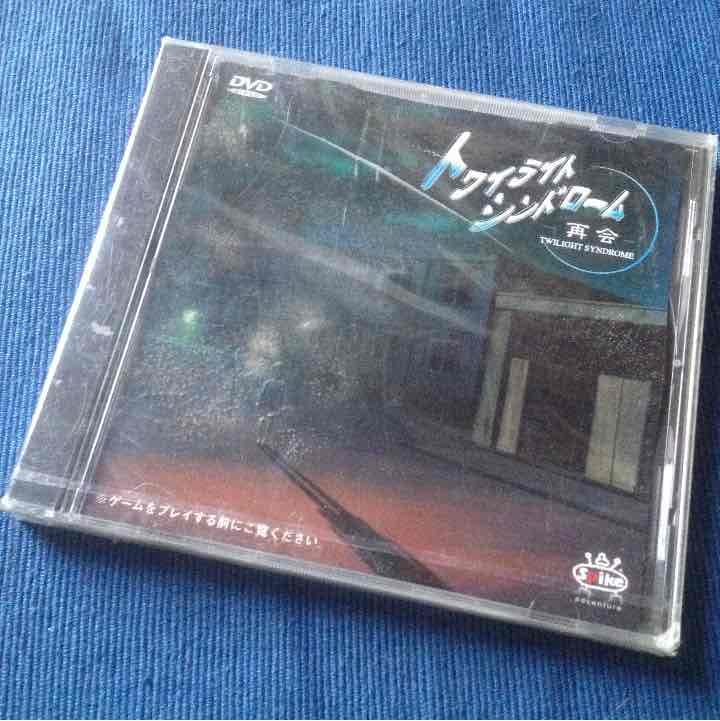 DVD
トワイライト
シンドローム
再会
TWILIGHT SYNDROME
※ゲームをプレイする前にご覧ください
Spike
adventure